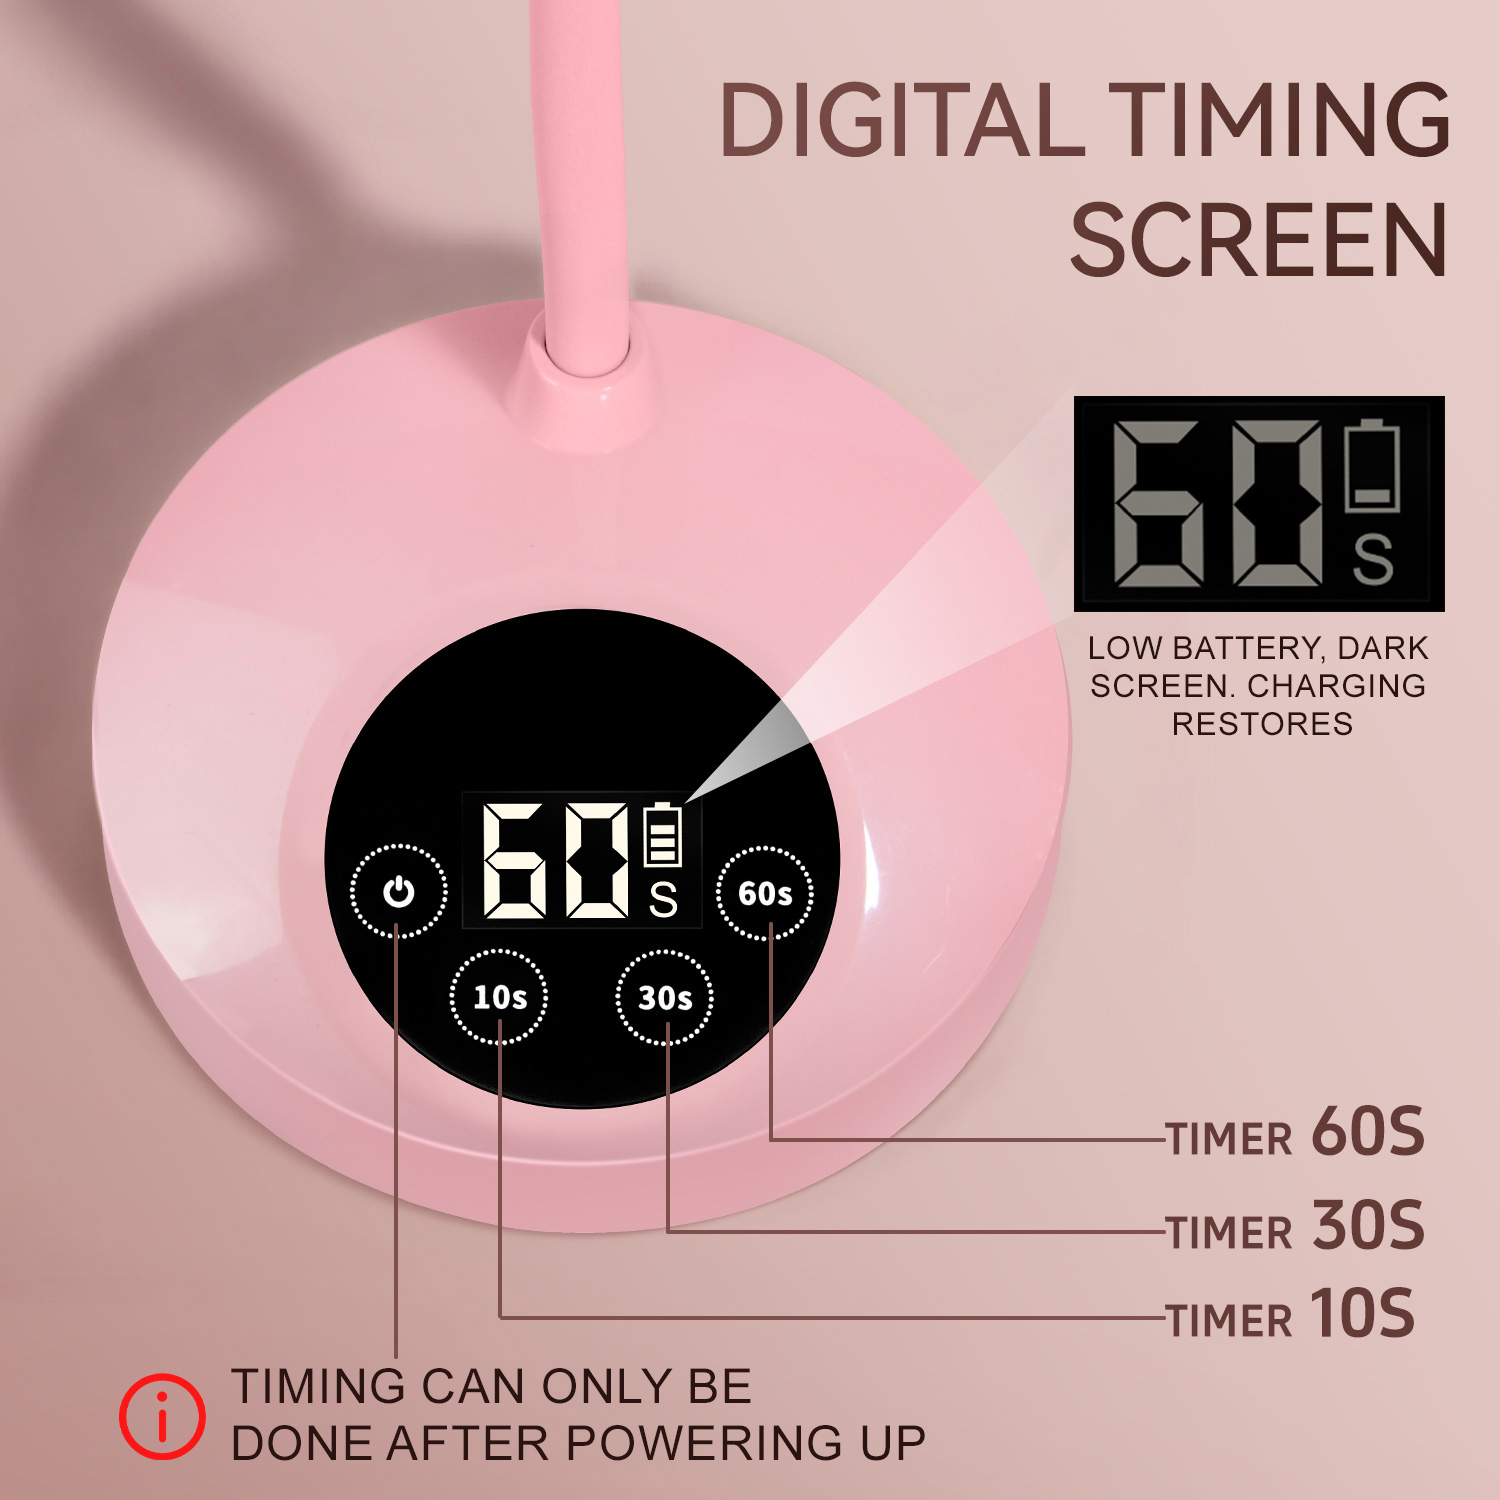 DIGITAL TIMING
SCREEN
60
S
LOW BATTERY, DARK
SCREEN. CHARGING
RESTORES
60
S
60s
10s
30s
TIMER 60S
TIMER 30S
TIMER 10S
TIMING CAN ONLY BE
DONE AFTER POWERING UP